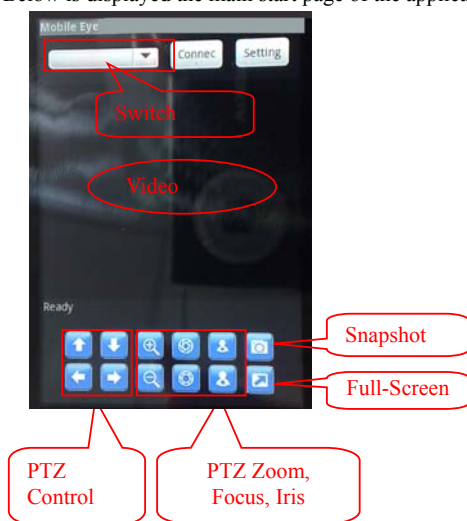 Below is displayed the main start page of the applic
Mobile Eye
Connec
Setting
Switch
Video
Ready
Snapshot
Full-Screen
PTZ
Control
PTZ Zoom,
Focus, Iris